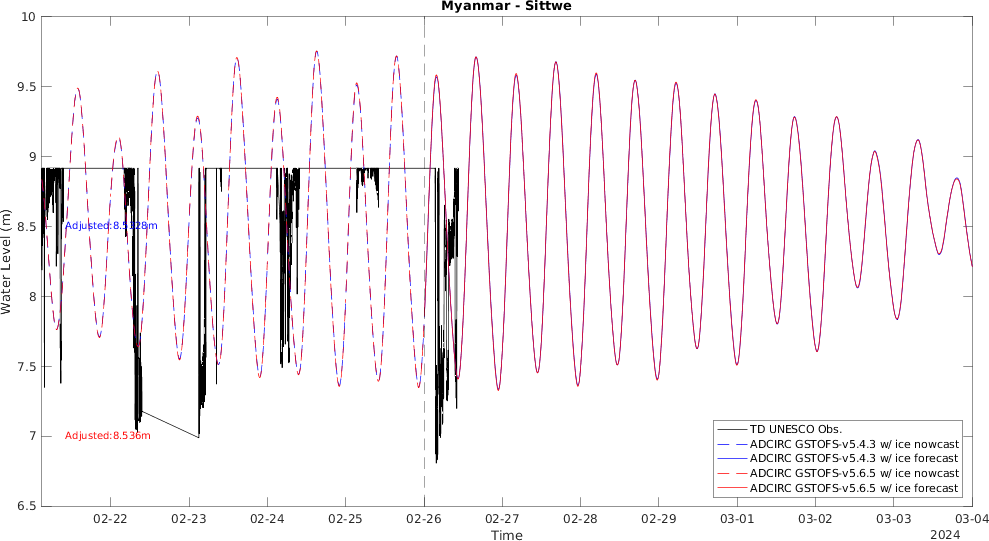 Myanmar - Sittwe
10
9.5
9
8.5
8
7.5
7
6.5
Water Level (m)
Adjusted:8.5128m
Adjusted:8.536m
TD UNESCO Obs.
ADCIRC GSTOFS-v5.4.3 w/ ice nowcast
ADCIRC GSTOFS-v5.4.3 w/ ice forecast
ADCIRC GSTOFS-v5.6.5 w/ ice nowcast
ADCIRC GSTOFS-v5.6.5 w/ ice forecast
02-22 02-23 02-24 02-25 02-26 02-27 02-28 02-29 03-01 03-02 03-03 03-04
Time
2024